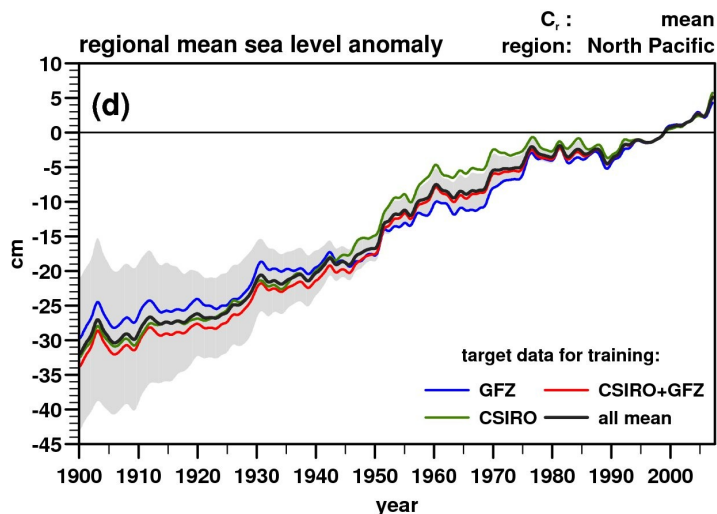 C_r : mean
regional mean sea level anomaly region: North Pacific
10
(d)
5
0
-5
-10
-15
cm
-20
-25
-30
target data for training:
-35
GFZ CSIRO+GFZ
-40
CSIRO all mean
-45
1900 1910 1920 1930 1940 1950 1960 1970 1980 1990 2000
year